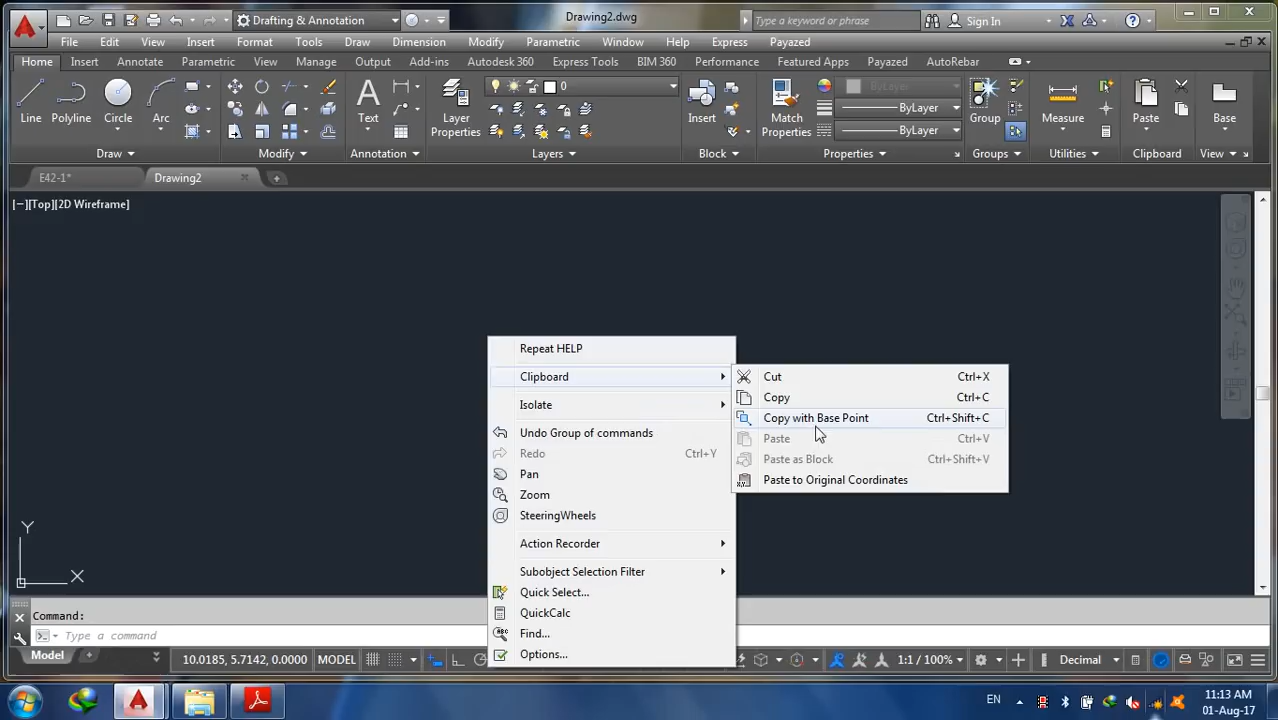 Drafting & Annotation
Drawing2.dwg
Type a keyword or phrase
Sign In
File Edit View Insert Format Tools Draw Dimension Modify Parametric Window Help Express Payazed
Home Insert Annotate Parametric View Manage Output Add-ins Autodesk 360 Express Tools BIM 360 Performance Featured Apps Payazed AutoRebar
Line Polyline Circle Arc Text Layer Properties 0 Insert Match Properties ByLayer Group Measure Paste Base
ByLayer
ByLayer
Draw Modify Annotation Layers Block Properties Groups Utilities Clipboard View
E42-1* Drawing2
[−][Top][2D Wireframe]
Repeat HELP
Clipboard
Isolate
Undo Group of commands
Redo Ctrl+Y
Pan
Zoom
SteeringWheels
Action Recorder
Subobject Selection Filter
Quick Select...
QuickCalc
Find...
Options...
Cut Ctrl+X
Copy Ctrl+C
Copy with Base Point Ctrl+Shift+C
Paste Ctrl+V
Paste as Block Ctrl+Shift+V
Paste to Original Coordinates
Y
X
Command:
Type a command
Model 10.0185, 5.7142, 0.0000 MODEL 1:1 / 100% Decimal
EN
11:13 AM
01-Aug-17